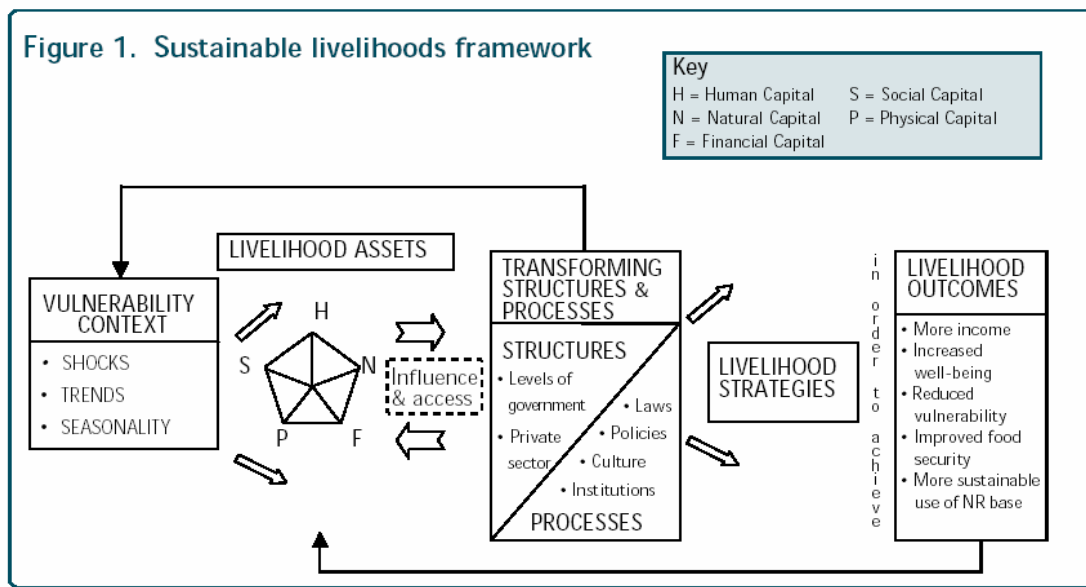 Figure 1. Sustainable livelihoods framework
Key
H = Human Capital S = Social Capital
N = Natural Capital P = Physical Capital
F = Financial Capital
LIVELIHOOD ASSETS
VULNERABILITY
CONTEXT
• SHOCKS
• TRENDS
• SEASONALITY
H
S
N
P
F
Influence
& access
TRANSFORMING
STRUCTURES &
PROCESSES
STRUCTURES
• Levels of
government
• Private
sector
• Laws
• Policies
• Culture
• Institutions
PROCESSES
LIVELIHOOD
STRATEGIES
in order to achieve
LIVELIHOOD
OUTCOMES
• More income
• Increased
well-being
• Reduced
vulnerability
• Improved food
security
• More sustainable
use of NR base